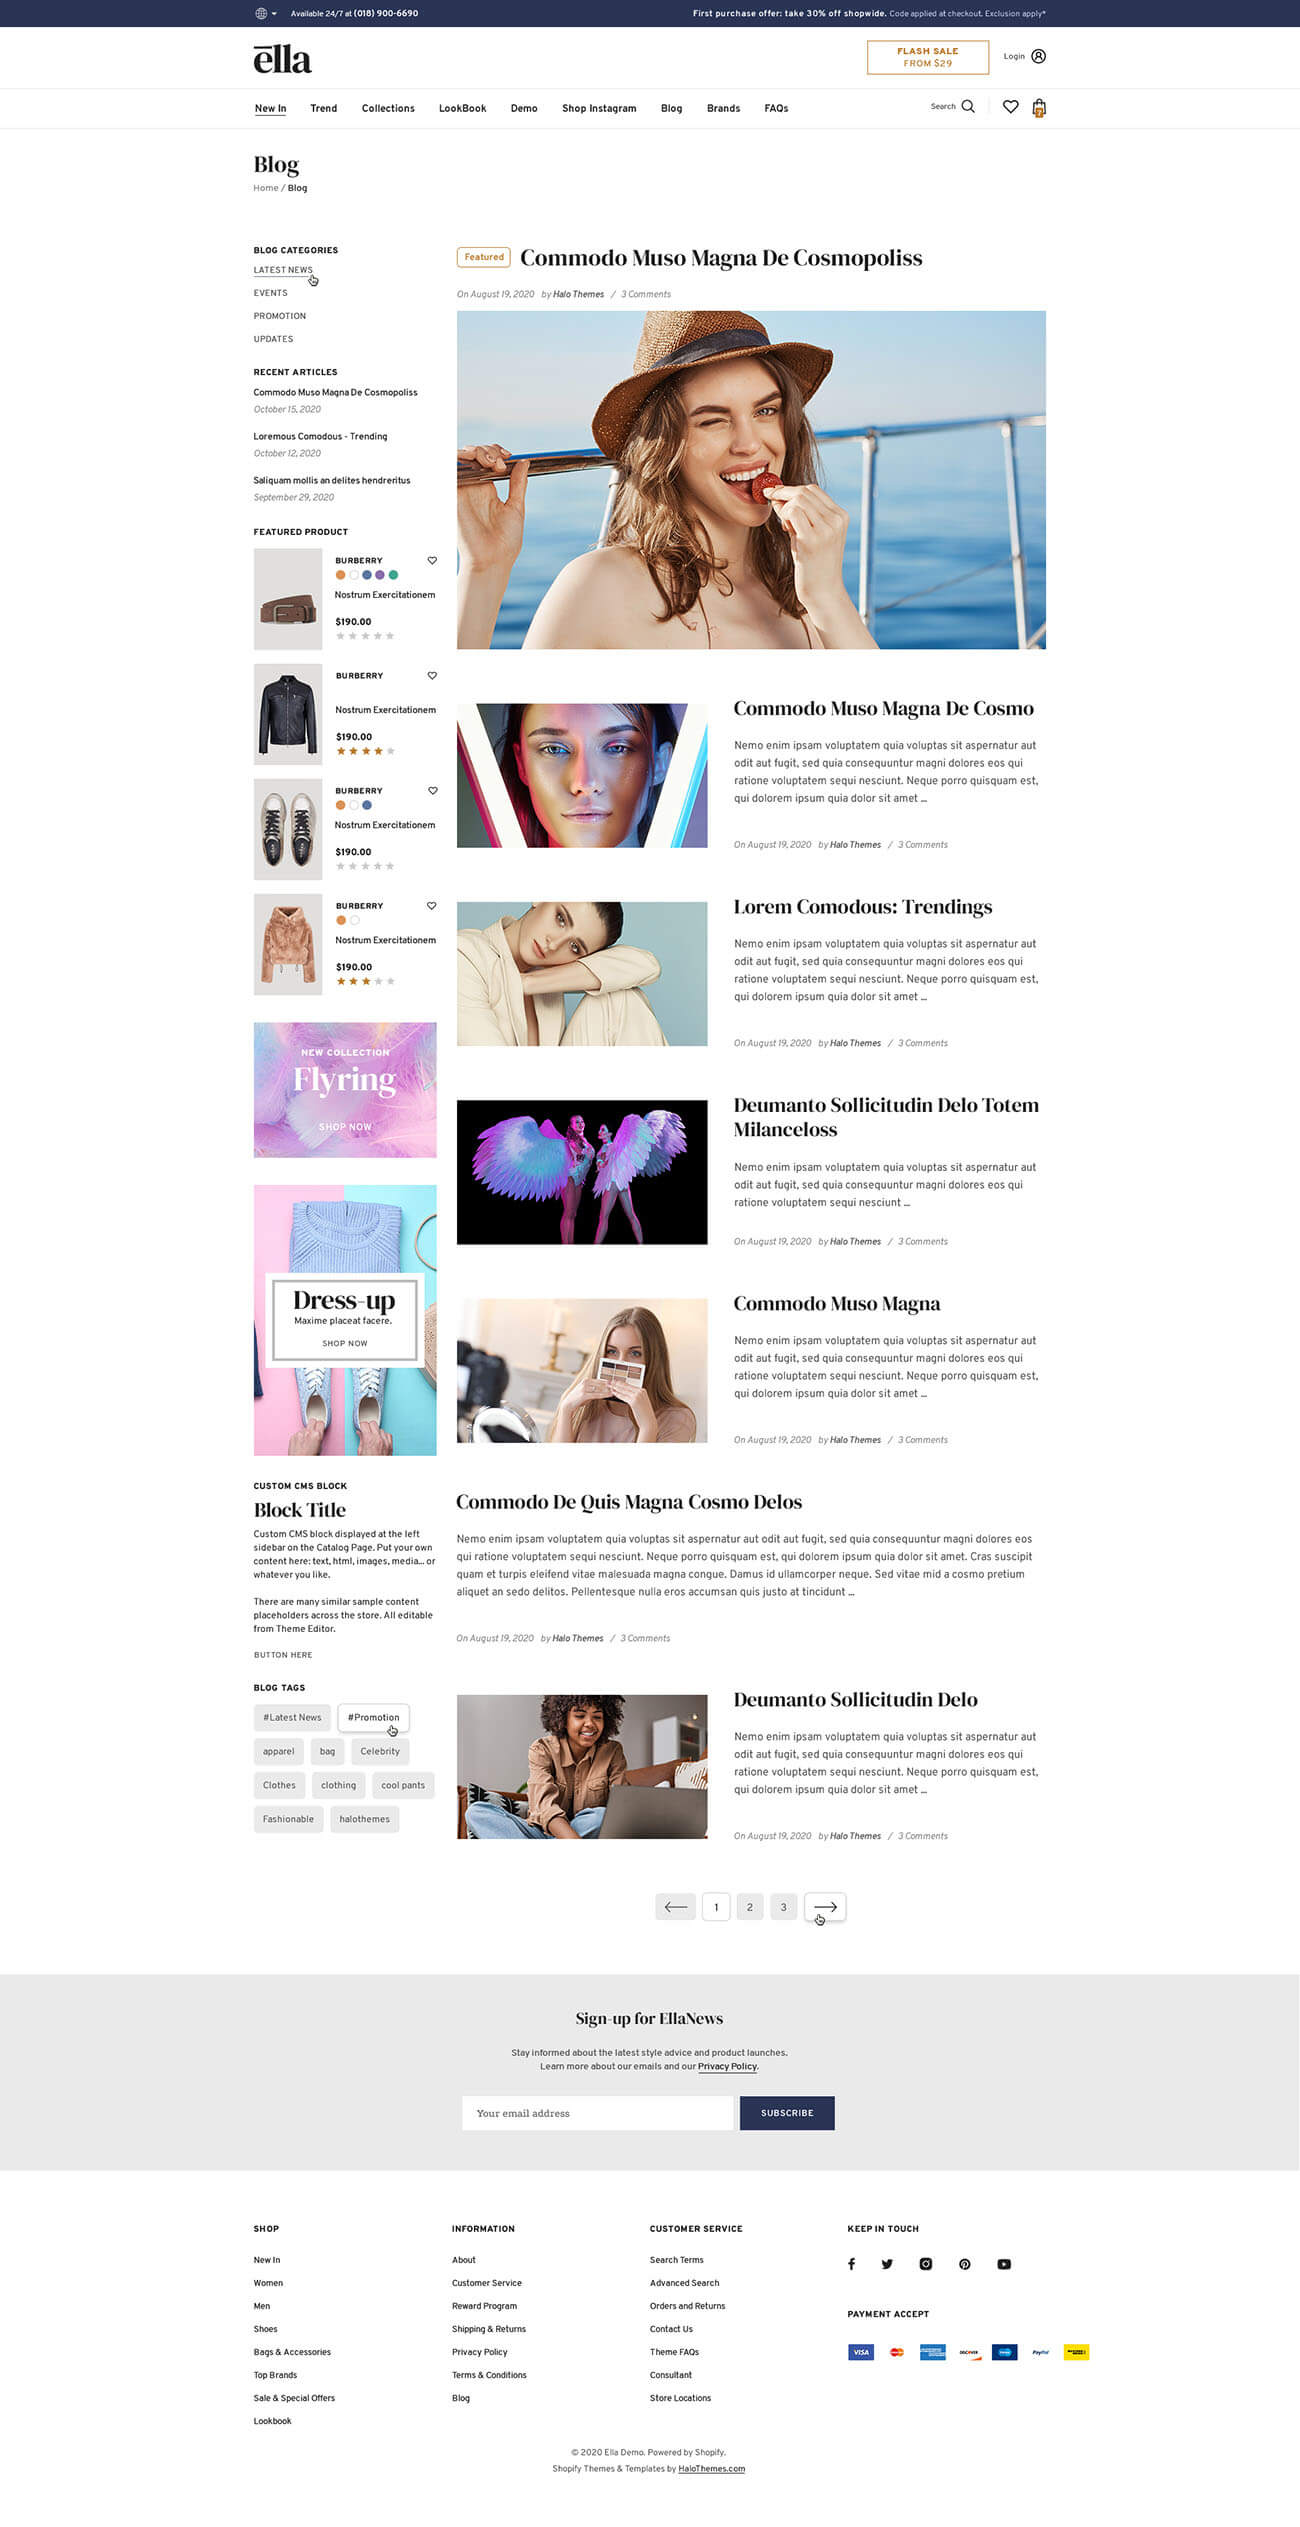 Available 24/7 at (018) 900-6690
First purchase offer: take 30% off shopwide. Code applied at checkout. Exclusion apply*
ella
FLASH SALE
FROM $29
Login
New In Trend Collections LookBook Demo Shop Instagram Blog Brands FAQs
Search
Blog
Home / Blog
BLOG CATEGORIES
LATEST NEWS
EVENTS
PROMOTION
UPDATES
RECENT ARTICLES
Commodo Muso Magna De Cosmopoliss
October 15, 2020
Loremous Comodous - Trending
October 12, 2020
Saliquam mollis an delites hendreritus
September 29, 2020
FEATURED PRODUCT
BURBERRY
Nostrum Exercitationem
$190.00
BURBERRY
Nostrum Exercitationem
$190.00
BURBERRY
Nostrum Exercitationem
$190.00
BURBERRY
Nostrum Exercitationem
$190.00
NEW COLLECTION
Flyring
SHOP NOW
Dress-up
Maxime placeat facere.
SHOP NOW
CUSTOM CMS BLOCK
Block Title
Custom CMS block displayed at the left
sidebar on the Catalog Page. Put your own
content here: text, html, images, media... or
whatever you like.
There are many similar sample content
placeholders across the store. All editable
from Theme Editor.
BUTTON HERE
BLOG TAGS
#Latest News #Promotion
apparel bag Celebrity
Clothes clothing cool pants
Fashionable halothemes
Featured Commodo Muso Magna De Cosmopoliss
On August 19, 2020 by Halo Themes / 3 Comments
Commodo Muso Magna De Cosmo
Nemo enim ipsam voluptatem quia voluptas sit aspernatur aut
odit aut fugit, sed quia consequuntur magni dolores eos qui
ratione voluptatem sequi nesciunt. Neque porro quisquam est,
qui dolorem ipsum quia dolor sit amet ...
On August 19, 2020 by Halo Themes / 3 Comments
Lorem Comodous: Trendings
Nemo enim ipsam voluptatem quia voluptas sit aspernatur aut
odit aut fugit, sed quia consequuntur magni dolores eos qui
ratione voluptatem sequi nesciunt. Neque porro quisquam est,
qui dolorem ipsum quia dolor sit amet ...
On August 19, 2020 by Halo Themes / 3 Comments
Deumanto Sollicitudin Delo Totem
Milanceloss
Nemo enim ipsam voluptatem quia voluptas sit aspernatur aut
odit aut fugit, sed quia consequuntur magni dolores eos qui
ratione voluptatem sequi nesciunt ...
On August 19, 2020 by Halo Themes / 3 Comments
Commodo Muso Magna
Nemo enim ipsam voluptatem quia voluptas sit aspernatur aut
odit aut fugit, sed quia consequuntur magni dolores eos qui
ratione voluptatem sequi nesciunt. Neque porro quisquam est,
qui dolorem ipsum quia dolor sit amet ...
On August 19, 2020 by Halo Themes / 3 Comments
Commodo De Quis Magna Cosmo Delos
Nemo enim ipsam voluptatem quia voluptas sit aspernatur aut odit aut fugit, sed quia consequuntur magni dolores eos
qui ratione voluptatem sequi nesciunt. Neque porro quisquam est, qui dolorem ipsum quia dolor sit amet. Cras suscipit
quam et turpis eleifend vitae malesuada magna congue. Damus id ullamcorper neque. Sed vitae mid a cosmo pretium
aliquet an sedo delitos. Pellentesque nulla eros accumsan quis justo at tincidunt ...
On August 19, 2020 by Halo Themes / 3 Comments
Deumanto Sollicitudin Delo
Nemo enim ipsam voluptatem quia voluptas sit aspernatur aut
odit aut fugit, sed quia consequuntur magni dolores eos qui
ratione voluptatem sequi nesciunt. Neque porro quisquam est,
qui dolorem ipsum quia dolor sit amet ...
On August 19, 2020 by Halo Themes / 3 Comments
1 2 3
Sign-up for EllaNews
Stay informed about the latest style advice and product launches.
Learn more about our emails and our Privacy Policy.
Your email address
SUBSCRIBE
SHOP
New In
Women
Men
Shoes
Bags & Accessories
Top Brands
Sale & Special Offers
Lookbook
INFORMATION
About
Customer Service
Reward Program
Shipping & Returns
Privacy Policy
Terms & Conditions
Blog
CUSTOMER SERVICE
Search Terms
Advanced Search
Orders and Returns
Contact Us
Theme FAQs
Consultant
Store Locations
KEEP IN TOUCH
PAYMENT ACCEPT
VISA
DISCOVER
PayPal
© 2020 Ella Demo. Powered by Shopify.
Shopify Themes & Templates by HaloThemes.com